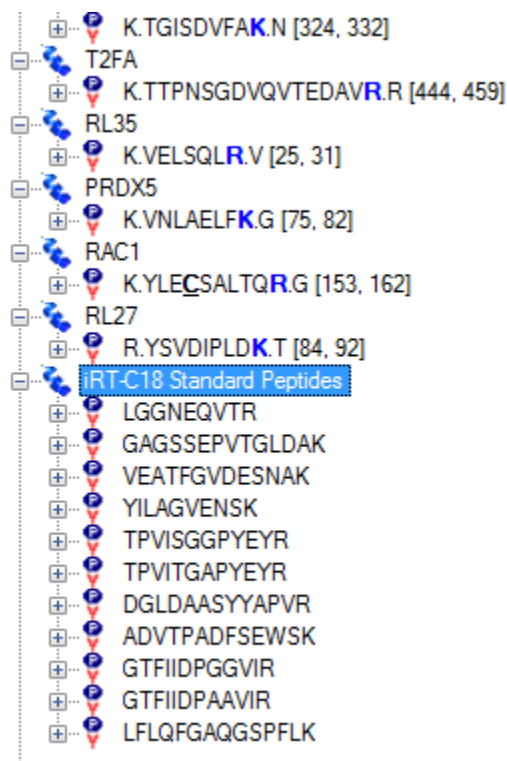 K.TGISDVFAK.N [324, 332]
T2FA
K.TTPNSGDVQVTEDAVR.R [444, 459]
RL35
K.VELSQLR.V [25, 31]
PRDX5
K.VNLAELFK.G [75, 82]
RAC1
K.YLECSALTQR.G [153, 162]
RL27
R.YSVDIPLDK.T [84, 92]
iRT-C18 Standard Peptides
LGGNEQVTR
GAGSSEPVTGLDAK
VEATFGVDESNAK
YILAGVENSK
TPVISGGPYEYR
TPVITGAPYEYR
DGLDAASYYAPVR
ADVTPADFSEWSK
GTFIIDPGGVIR
GTFIIDPAAVIR
LFLQFGAQGSPFLK